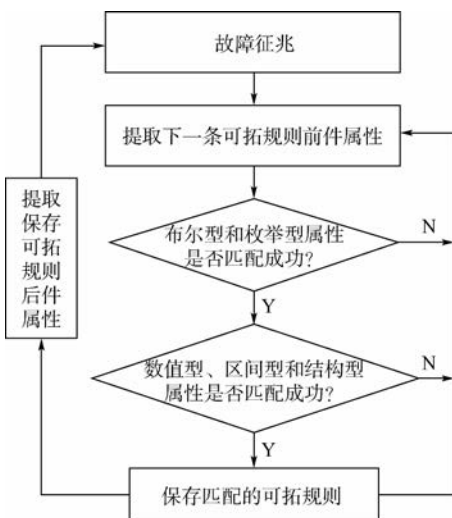 故障征兆
提取下一条可拓规则前件属性
提取
保存
可拓
规则
后件
属性
布尔型和枚举型属性
是否匹配成功?
N
Y
数值型、区间型和结构型
属性是否匹配成功?
N
Y
保存匹配的可拓规则